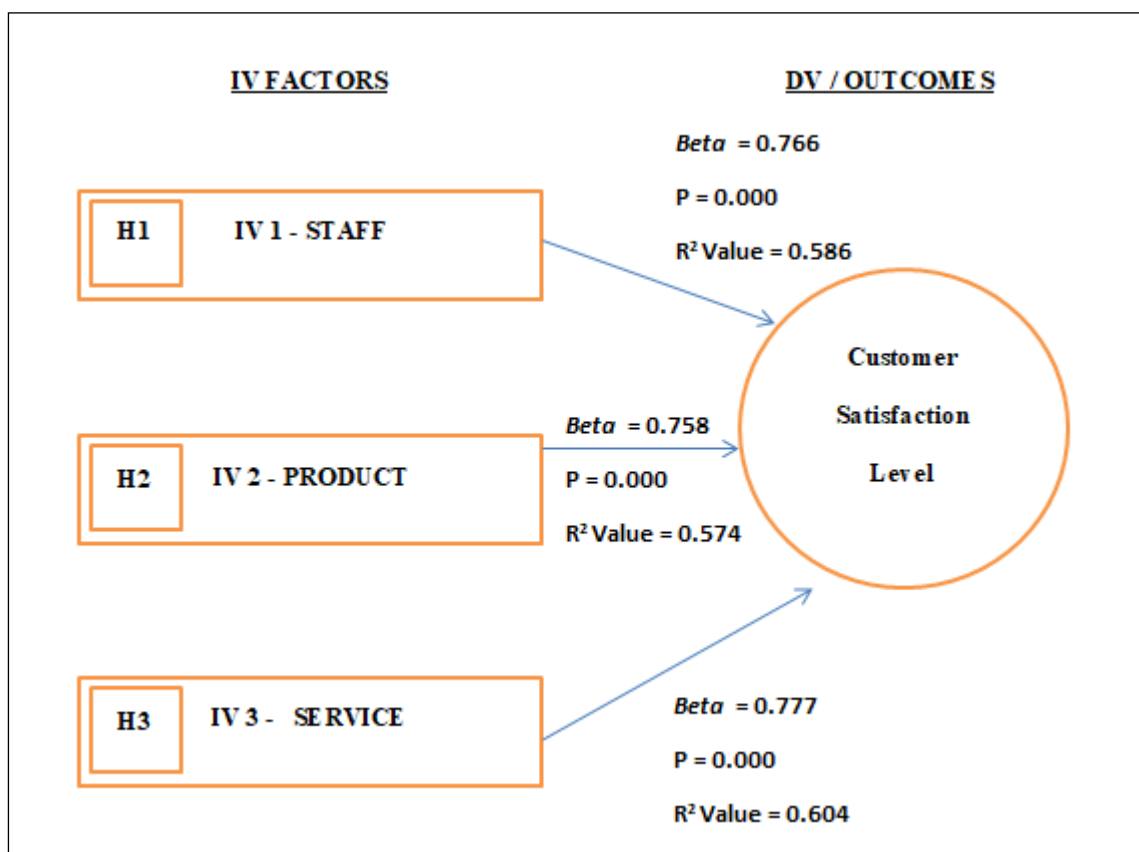 IV FACTORS
DV / OUTCOMES
Beta = 0.766
P = 0.000
R² Value = 0.586
H1
IV 1 - STAFF
Customer
Satisfaction
Level
Beta = 0.758
P = 0.000
R² Value = 0.574
H2
IV 2 - PRODUCT
H3
IV 3 - SERVICE
Beta = 0.777
P = 0.000
R² Value = 0.604